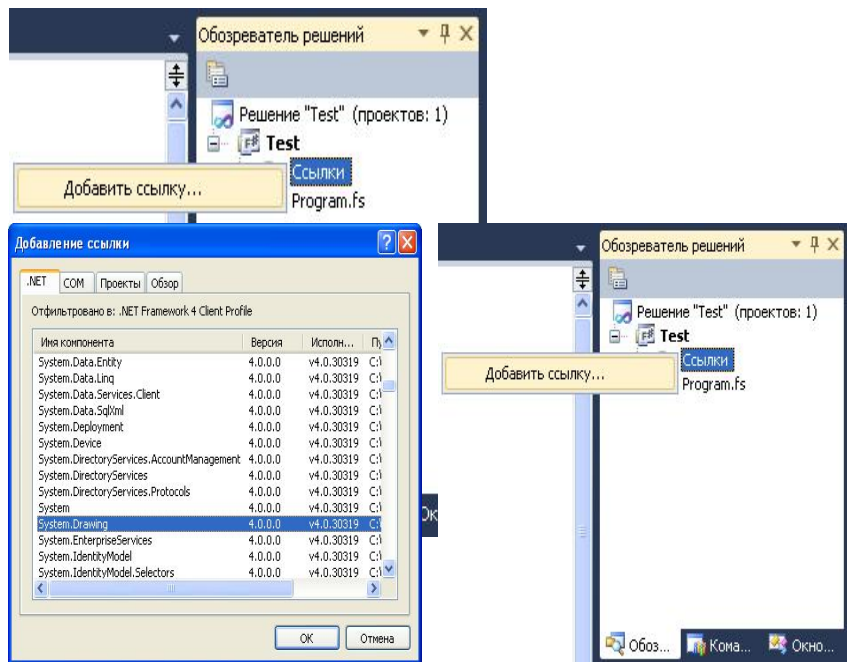 Обозреватель решений
Решение "Test" (проектов: 1)
Test
Ссылки
Добавить ссылку...
Program.fs
Добавление ссылки
.NET COM Проекты Обзор
Отфильтровано в: .NET Framework 4 Client Profile
Имя компонента Версия Исполн...
System.Data.Entity 4.0.0.0 v4.0.30319 C:\
System.Data.Linq 4.0.0.0 v4.0.30319 C:\
System.Data.Services.Client 4.0.0.0 v4.0.30319 C:\
System.Data.SqlXml 4.0.0.0 v4.0.30319 C:\
System.Deployment 4.0.0.0 v4.0.30319 C:\
System.Device 4.0.0.0 v4.0.30319 C:\
System.DirectoryServices.AccountManagement 4.0.0.0 v4.0.30319 C:\
System.DirectoryServices 4.0.0.0 v4.0.30319 C:\
System.DirectoryServices.Protocols 4.0.0.0 v4.0.30319 C:\
System 4.0.0.0 v4.0.30319 C:\
System.Drawing 4.0.0.0 v4.0.30319 C:\
System.EnterpriseServices 4.0.0.0 v4.0.30319 C:\
System.IdentityModel 4.0.0.0 v4.0.30319 C:\
System.IdentityModel.Selectors 4.0.0.0 v4.0.30319 C:\
ОК Отмена
Обозреватель решений
Решение "Test" (проектов: 1)
Test
Ссылки
Добавить ссылку...
Program.fs
Обоз... Кома... Окно...